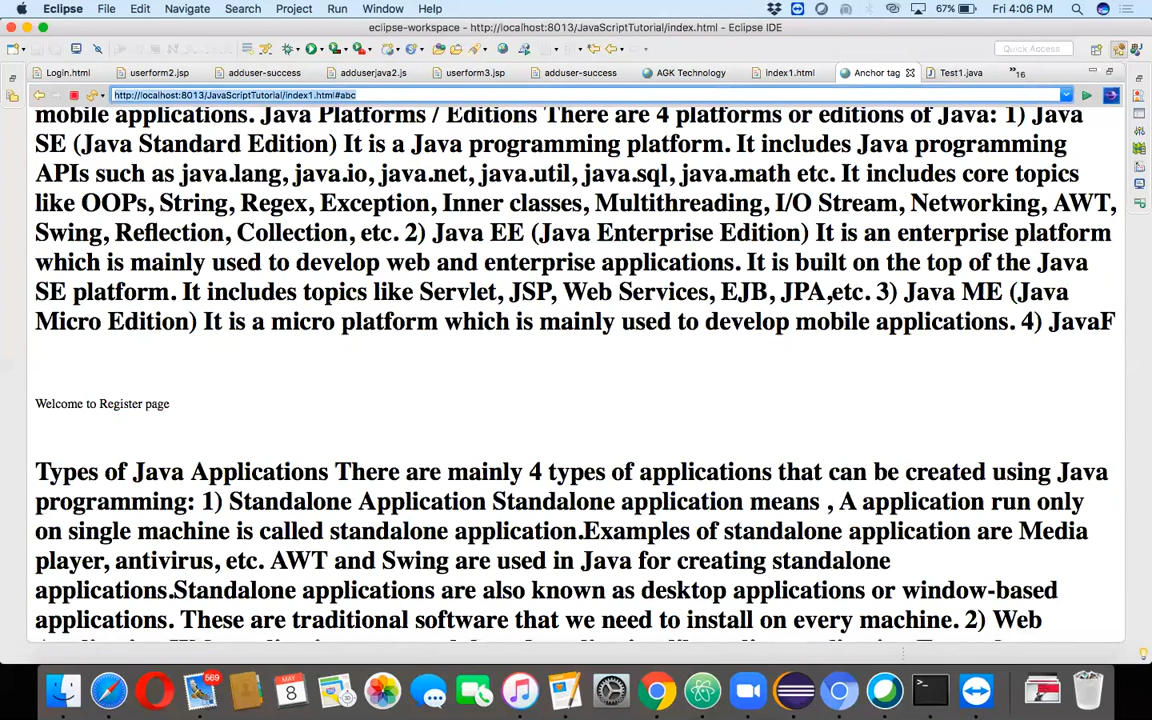 Eclipse File Edit Navigate Search Project Run Window Help 67% Fri 4:06 PM
eclipse-workspace - http://localhost:8013/JavaScriptTutorial/index.html - Eclipse IDE
Quick Access
Login.html userform2.jsp adduser-success adduserjava2.js userform3.jsp adduser-success AGK Technology index1.html Anchor tag Test1.java »16
http://localhost:8013/JavaScriptTutorial/index1.html#abc
mobile applications. Java Platforms / Editions There are 4 platforms or editions of Java: 1) Java
SE (Java Standard Edition) It is a Java programming platform. It includes Java programming
APIs such as java.lang, java.io, java.net, java.util, java.sql, java.math etc. It includes core topics
like OOPs, String, Regex, Exception, Inner classes, Multithreading, I/O Stream, Networking, AWT,
Swing, Reflection, Collection, etc. 2) Java EE (Java Enterprise Edition) It is an enterprise platform
which is mainly used to develop web and enterprise applications. It is built on the top of the Java
SE platform. It includes topics like Servlet, JSP, Web Services, EJB, JPA,etc. 3) Java ME (Java
Micro Edition) It is a micro platform which is mainly used to develop mobile applications. 4) JavaF
Welcome to Register page
Types of Java Applications There are mainly 4 types of applications that can be created using Java
programming: 1) Standalone Application Standalone application means , A application run only
on single machine is called standalone application.Examples of standalone application are Media
player, antivirus, etc. AWT and Swing are used in Java for creating standalone
applications.Standalone applications are also known as desktop applications or window-based
applications. These are traditional software that we need to install on every machine. 2) Web
569
MAY
8